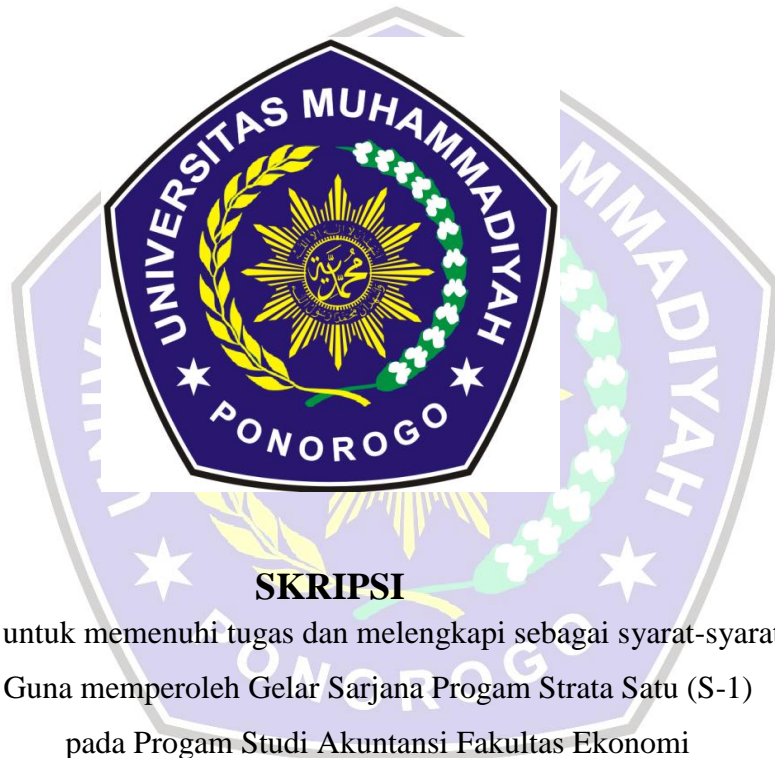 UNIVERSITAS MUHAMMADIYAH
PONOROGO
SKRIPSI
untuk memenuhi tugas dan melengkapi sebagai syarat-syarat
Guna memperoleh Gelar Sarjana Progam Strata Satu (S-1)
pada Progam Studi Akuntansi Fakultas Ekonomi